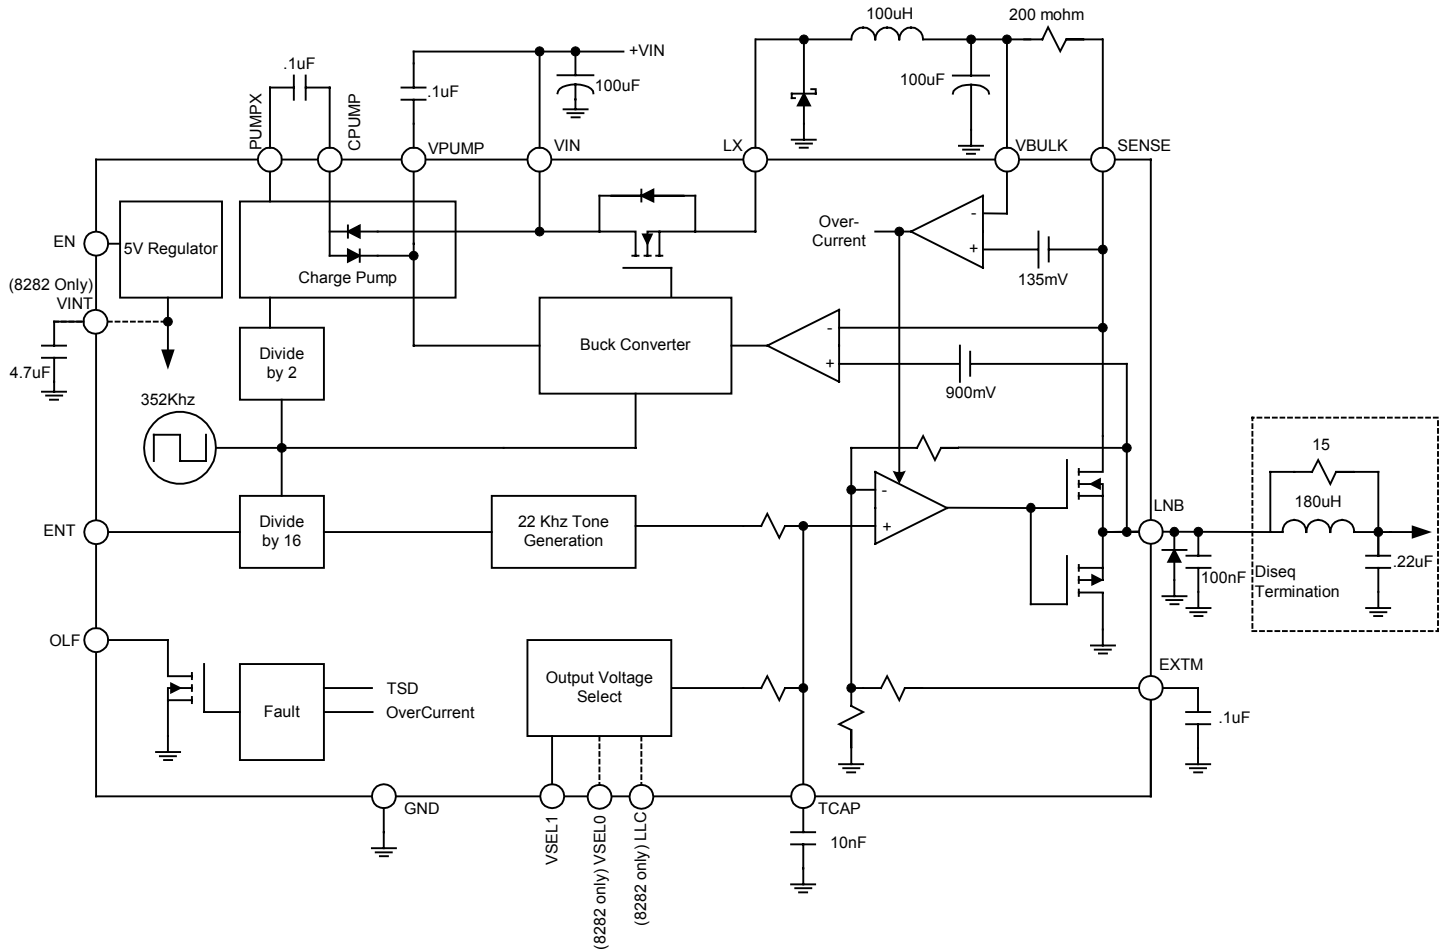 100uH
200 mohm
+VIN
.1uF
100uF
100uF
.1uF
PUMPX
CPUMP
VPUMP
VIN
LX
VBULK
SENSE
EN
5V Regulator
Over-
Current
-
+
135mV
Charge Pump
(8282 Only)
VINT
Divide
by 2
Buck Converter
-
+
4.7uF
900mV
352Khz
15
180uH
LNB
ENT
Divide
by 16
22 Khz Tone
Generation
-
+
100nF
.22uF
Diseq
Termination
OLF
EXTM
Output Voltage
Select
TSD
Fault
OverCurrent
.1uF
GND
TCAP
VSEL1
(8282 only) VSEL0
(8282 only) LLC
10nF